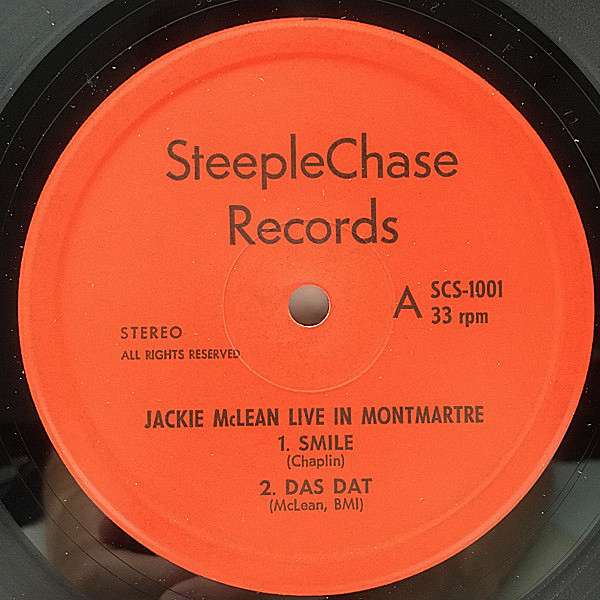 SteepleChase
Records
A SCS-1001
33 rpm
STEREO
ALL RIGHTS RESERVED
JACKIE McLEAN LIVE IN MONTMARTRE
1. SMILE
(Chaplin)
2. DAS DAT
(McLean, BMI)